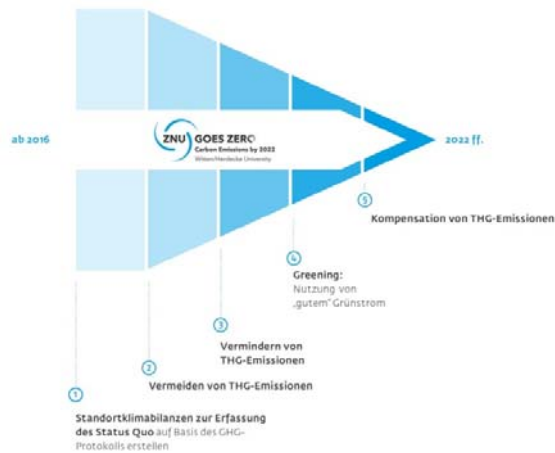 ab 2016
ZNU GOES ZERO
Carbon Emissions by 2022
Witten/Herdecke University
2022 ff.
5
Kompensation von THG-Emissionen
4
Greening:
Nutzung von
„gutem“ Grünstrom
3
Vermindern von
THG-Emissionen
2
Vermeiden von THG-Emissionen
1
Standortklimabilanzen zur Erfassung
des Status Quo auf Basis des GHG-
Protokolls erstellen